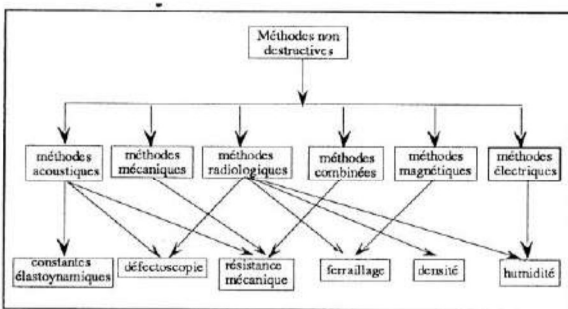 Méthodes non
destructives
méthodes
acoustiques
méthodes
mécaniques
méthodes
radiologiques
méthodes
combinées
méthodes
magnétiques
méthodes
électriques
constantes
élastoynamiques
défectoscopie
résistance
mécanique
ferraillage
densité
humidité